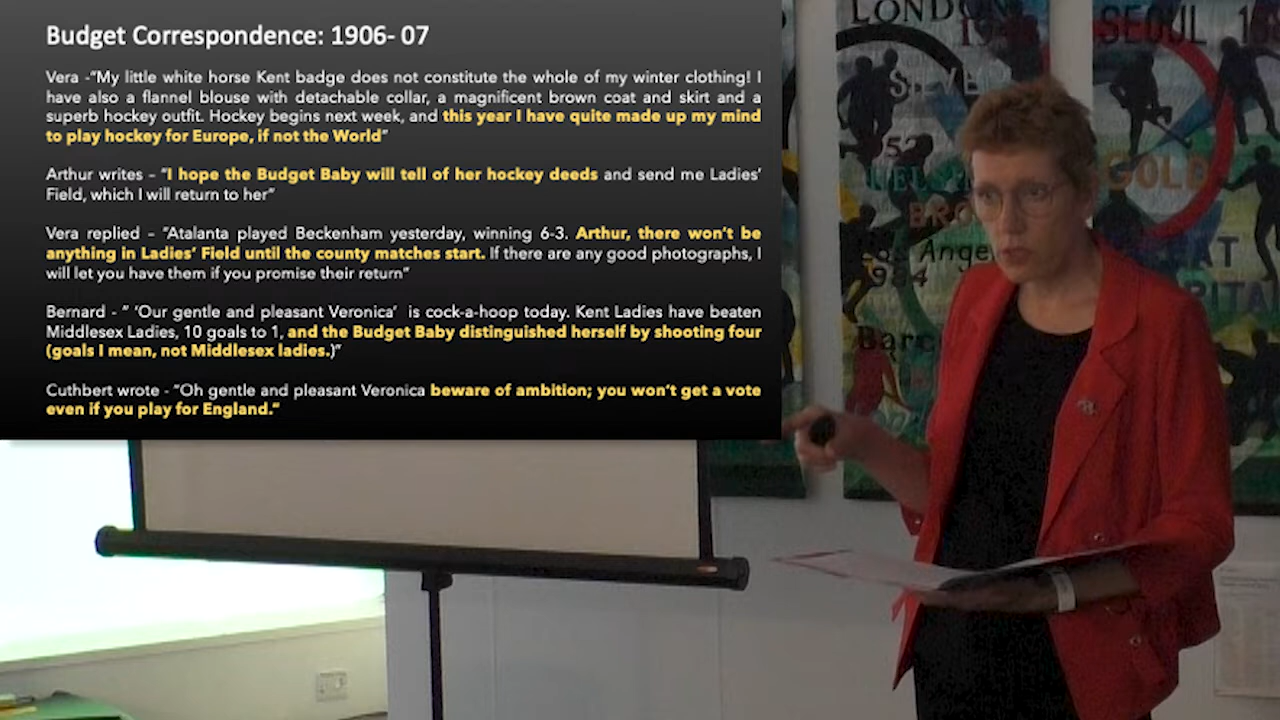 Budget Correspondence: 1906- 07
Vera -“My little white horse Kent badge does not constitute the whole of my winter clothing! I
have also a flannel blouse with detachable collar, a magnificent brown coat and skirt and a
superb hockey outfit. Hockey begins next week, and this year I have quite made up my mind
to play hockey for Europe, if not the World”
Arthur writes – “I hope the Budget Baby will tell of her hockey deeds and send me Ladies’
Field, which I will return to her”
Vera replied – “Atalanta played Beckenham yesterday, winning 6-3. Arthur, there won’t be
anything in Ladies’ Field until the county matches start. If there are any good photographs, I
will let you have them if you promise their return”
Bernard - “ ‘Our gentle and pleasant Veronica’ is cock-a-hoop today. Kent Ladies have beaten
Middlesex Ladies, 10 goals to 1, and the Budget Baby distinguished herself by shooting four
(goals I mean, not Middlesex ladies.)”
Cuthbert wrote - “Oh gentle and pleasant Veronica beware of ambition; you won’t get a vote
even if you play for England.”
LONDON
SILVER
Los Ange
1984
Barc
SEOUL
GOLD